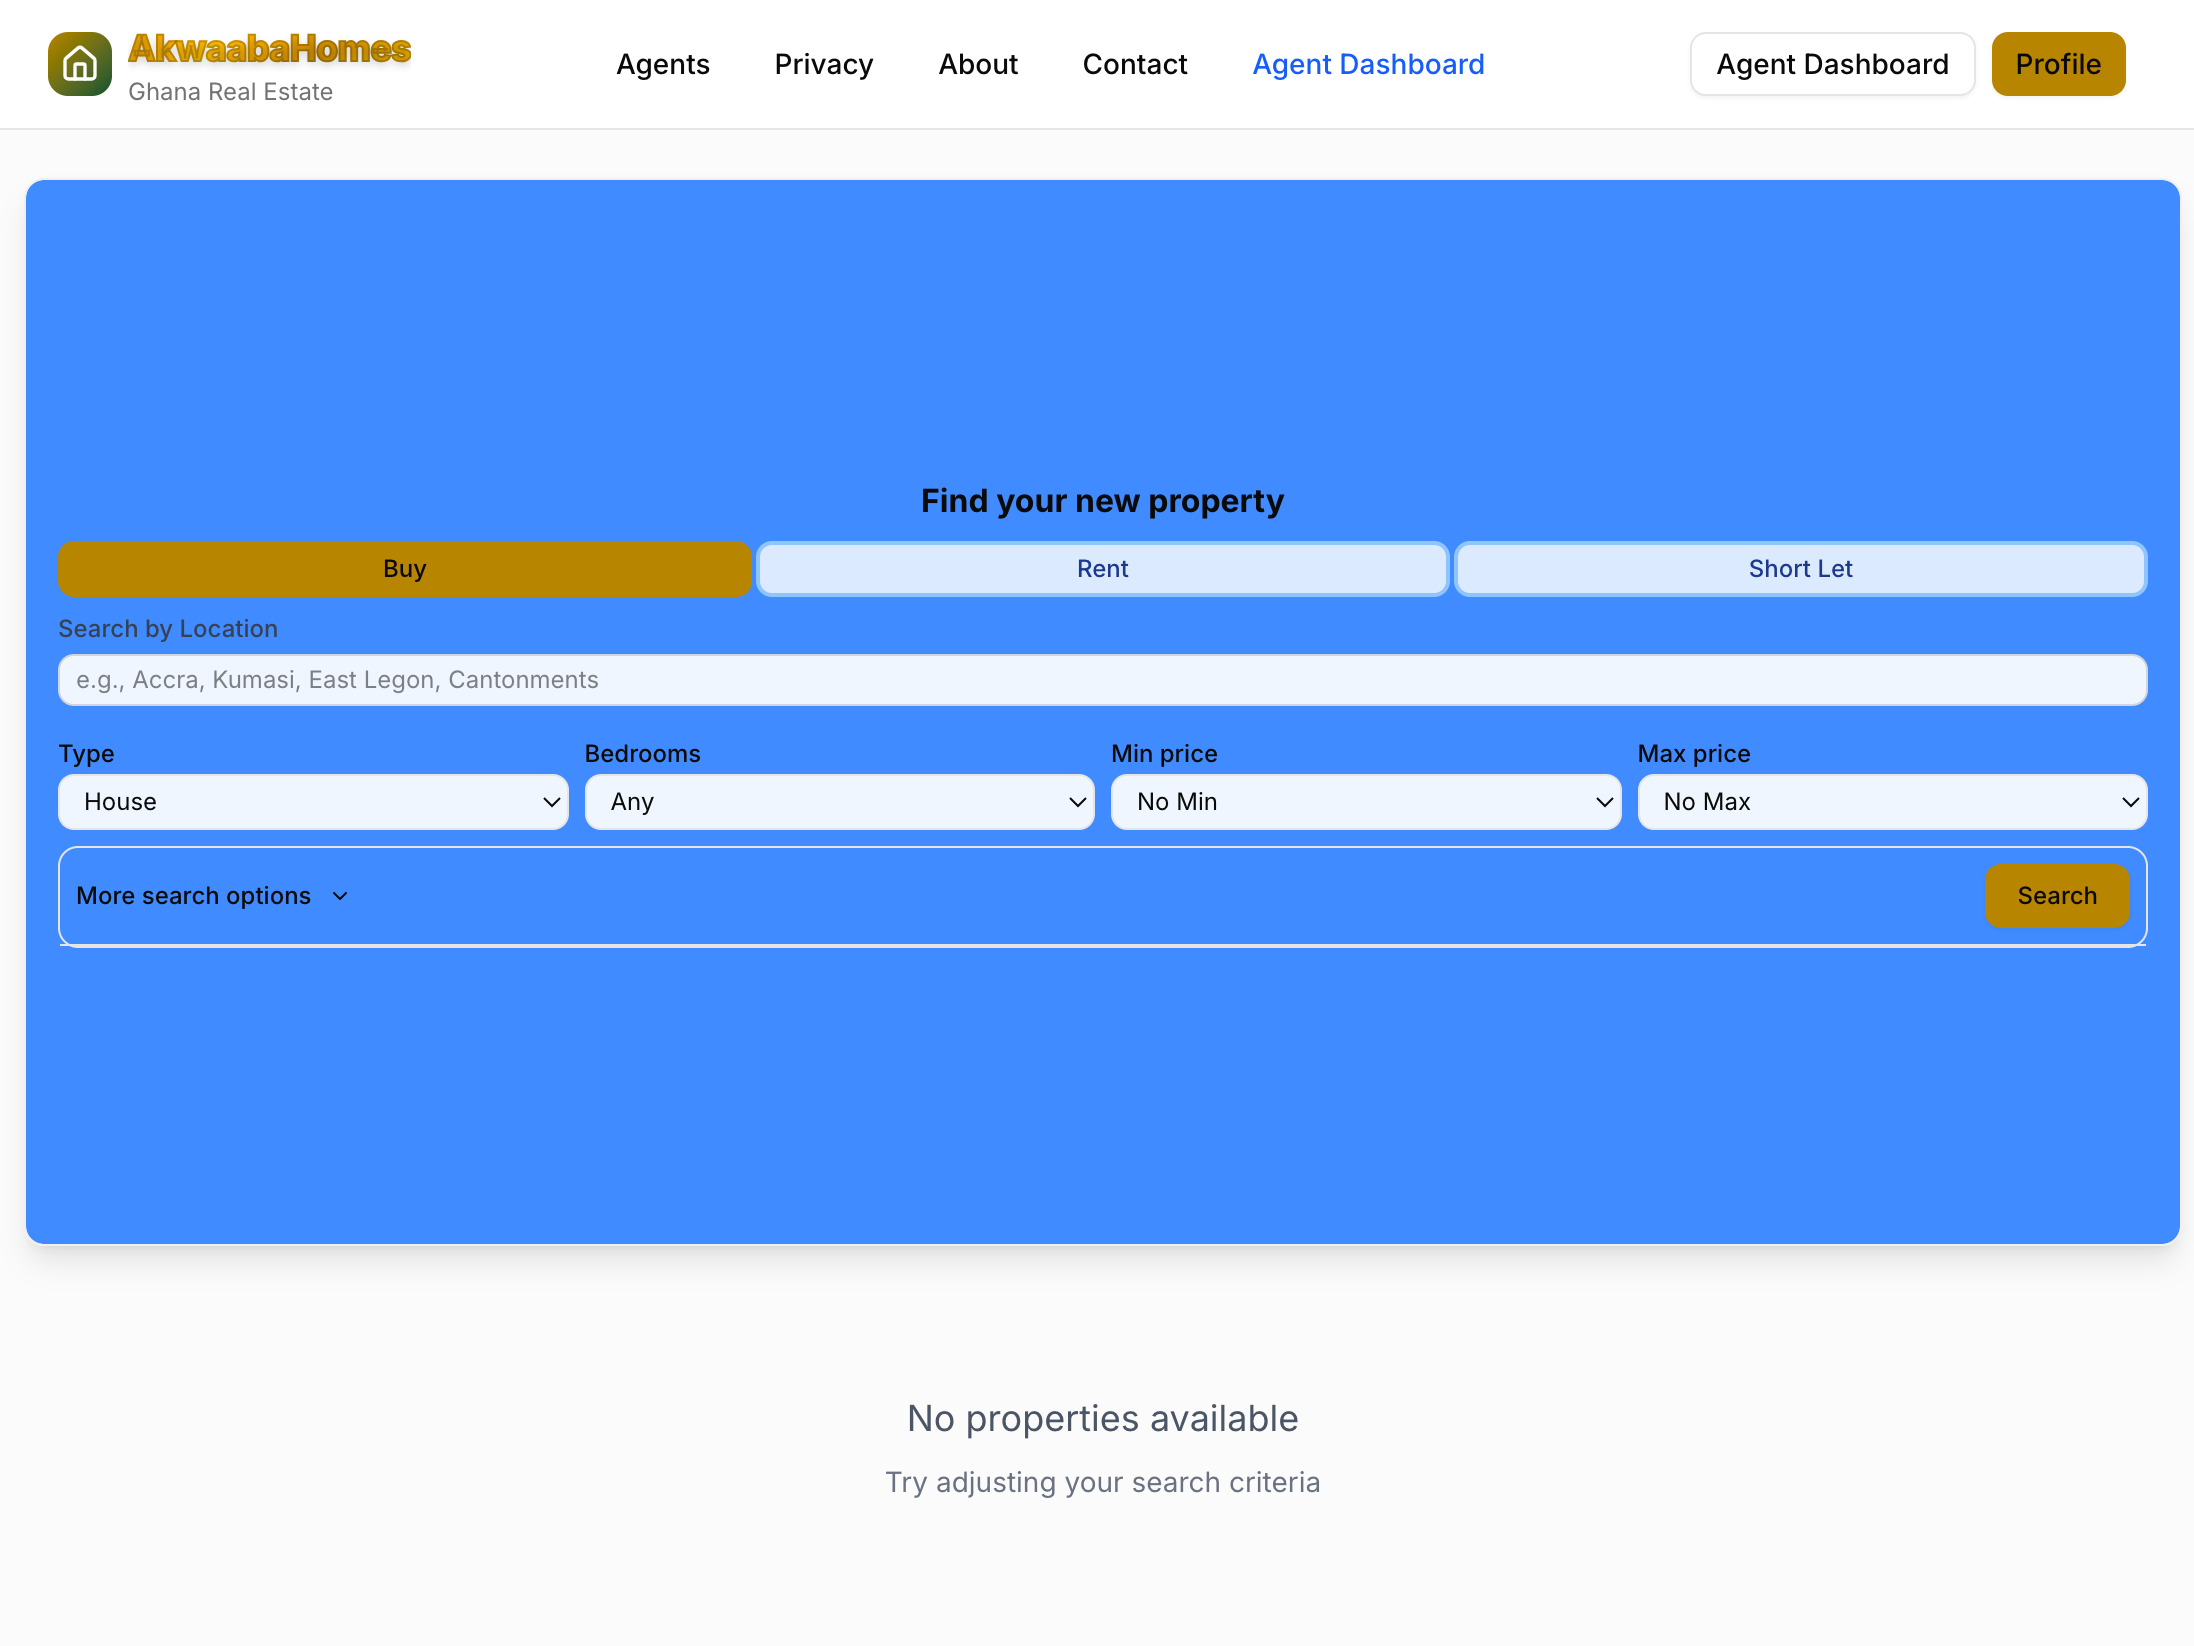 AkwaabaHomes
Ghana Real Estate
Agents
Privacy
About
Contact
Agent Dashboard
Agent Dashboard
Profile
Find your new property
Buy
Rent
Short Let
Search by Location
e.g., Accra, Kumasi, East Legon, Cantonments
Type
Bedrooms
Min price
Max price
House
Any
No Min
No Max
More search options
Search
No properties available
Try adjusting your search criteria